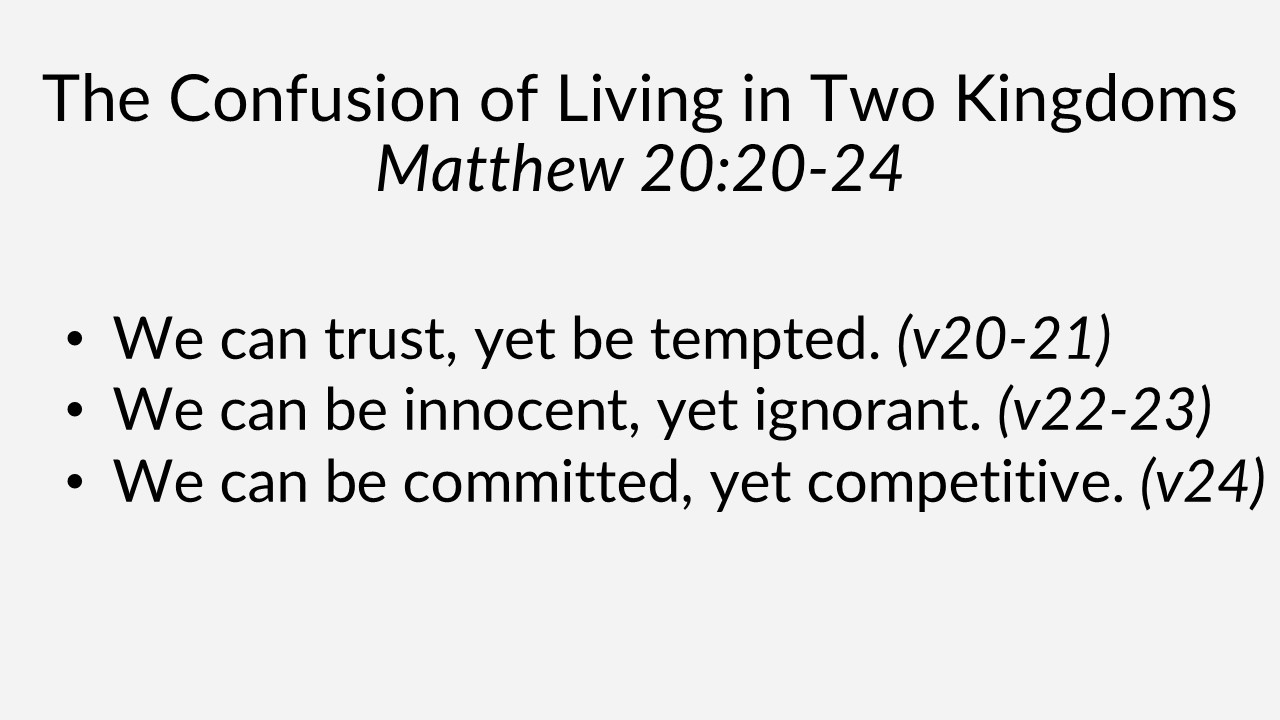 The Confusion of Living in Two Kingdoms
Matthew 20:20-24
• We can trust, yet be tempted. (v20-21)
• We can be innocent, yet ignorant. (v22-23)
• We can be committed, yet competitive. (v24)